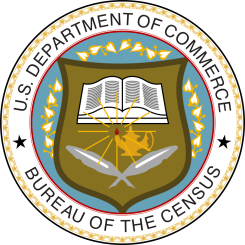 U.S. DEPARTMENT OF COMMERCE
BUREAU OF THE CENSUS